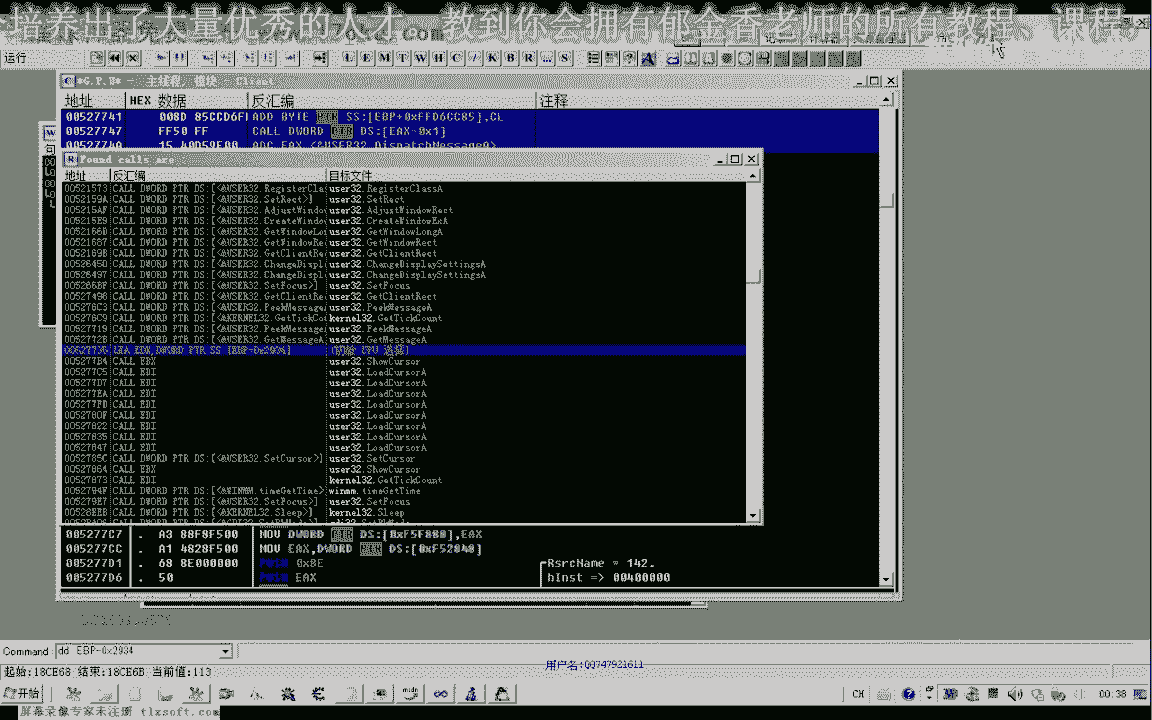 个培养出了大量优秀的人才，教到你会拥有郁金香老师的所有教程、课程。
运行
L E M T W H C / K B R ... S
*G.P.U* - 主线程, 模块 - Client
地址 HEX 数据 反汇编 注释
00527741 008D 85CCD6F ADD BYTE SS:[EBP+0xFFD6CC85],CL
00527747 FF50 FF CALL DWORD DS:[EAX-0x1]
0052774A 15 40D59E00 ADC EAX,<&USER32.DispatchMessageA>
Found calls are
地址 反汇编 目标文件
00521573 CALL DWORD PTR DS:[<&USER32.RegisterCla user32.RegisterClassA
0052159A CALL DWORD PTR DS:[<&USER32.SetRect>] user32.SetRect
005215AF CALL DWORD PTR DS:[<&USER32.AdjustWindo user32.AdjustWindowRect
005215E9 CALL DWORD PTR DS:[<&USER32.CreateWindo user32.CreateWindowExA
0052166D CALL DWORD PTR DS:[<&USER32.GetWindowLo user32.GetWindowLongA
00521687 CALL DWORD PTR DS:[<&USER32.GetWindowRe user32.GetWindowRect
0052169B CALL DWORD PTR DS:[<&USER32.GetClientRe user32.GetClientRect
0052645D CALL DWORD PTR DS:[<&USER32.ChangeDispl user32.ChangeDisplaySettingsA
00526497 CALL DWORD PTR DS:[<&USER32.ChangeDispl user32.ChangeDisplaySettingsA
005266BF CALL DWORD PTR DS:[<&USER32.SetFocus>] user32.SetFocus
00527498 CALL DWORD PTR DS:[<&USER32.GetClientRe user32.GetClientRect
005276C3 CALL DWORD PTR DS:[<&USER32.PeekMessage user32.PeekMessageA
005276C9 CALL DWORD PTR DS:[<&KERNEL32.GetTickCo kernel32.GetTickCount
00527719 CALL DWORD PTR DS:[<&USER32.PeekMessage user32.PeekMessageA
0052772B CALL DWORD PTR DS:[<&USER32.GetMessageA user32.GetMessageA
LEA EDX,DWORD PTR SS:[EBP-0x2934] (初始 CPU 选择)
005277B4 CALL EBX user32.ShowCursor
005277C5 CALL EDI user32.LoadCursorA
005277D7 CALL EDI user32.LoadCursorA
005277EA CALL EDI user32.LoadCursorA
005277FD CALL EDI user32.LoadCursorA
0052780F CALL EDI user32.LoadCursorA
00527822 CALL EDI user32.LoadCursorA
00527835 CALL EDI user32.LoadCursorA
00527847 CALL EDI user32.LoadCursorA
0052785C CALL DWORD PTR DS:[<&USER32.SetCursor>] user32.SetCursor
00527864 CALL EBX user32.ShowCursor
00527873 CALL EDI kernel32.GetTickCount
0052794F CALL DWORD PTR DS:[<&WINMM.timeGetTime> winmm.timeGetTime
005279E7 CALL DWORD PTR DS:[<&USER32.SetFocus>] user32.SetFocus
00528EEB CALL DWORD PTR DS:[<&KERNEL32.Sleep>] kernel32.Sleep
005277C7 . A3 88F8F500 MOV DWORD DS:[0xF5F888],EAX
005277CC . A1 4828F500 MOV EAX,DWORD DS:[0xF52848]
005277D1 . 68 8E000000 PUSH 0x8E RsrcName = 142.
005277D6 . 50 PUSH EAX hInst => 00400000
Command dd EBP-0x2934
起始:18CE68 结束:18CE6B 当前值:113 用户名:Q0747921611
开始 CH 00:38
屏幕录像专家未注册 tlxsoft.com